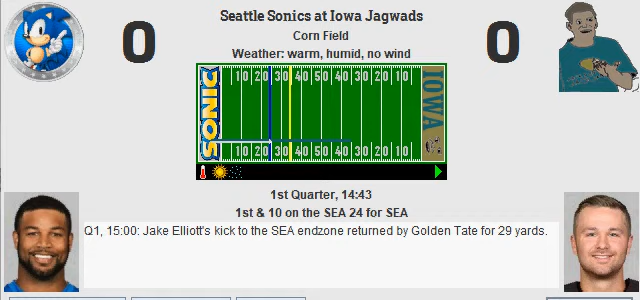 Seattle Sonics at Iowa Jagwads
0
0
Corn Field
Weather: warm, humid, no wind
SONIC
10 20 30 40 50 40 30 20 10
IOWA
10 20 30 40 50 40 30 20 10
1st Quarter, 14:43
1st & 10 on the SEA 24 for SEA
Q1, 15:00: Jake Elliott's kick to the SEA endzone returned by Golden Tate for 29 yards.